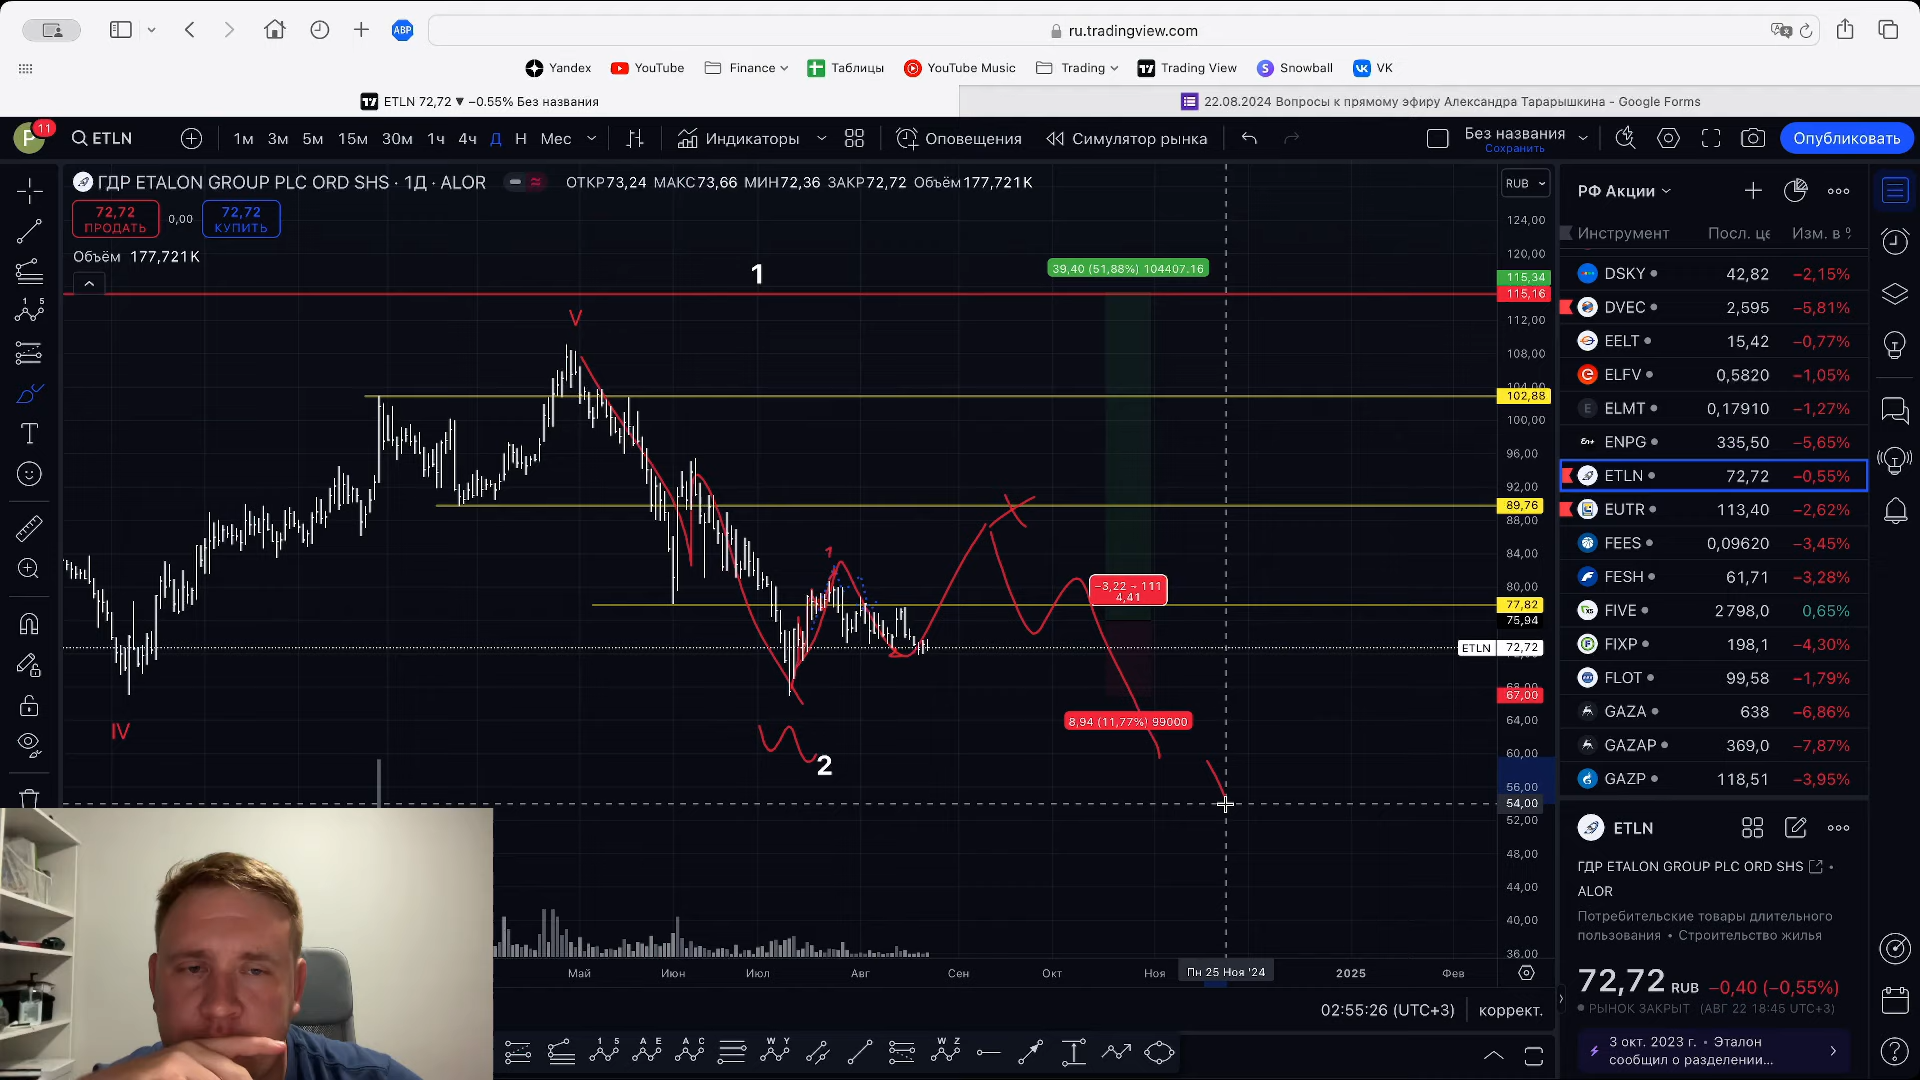 ABP
ru.tradingview.com
Yandex
YouTube
Finance
Таблицы
YouTube Music
Trading
Trading View
Snowball
VK
ETLN 72,72 ▼ −0.55% Без названия
22.08.2024 Вопросы к прямому эфиру Александра Тарарышкина - Google Forms
11
P
ETLN
1м 3м 5м 15м 30м 1ч 4ч Д Н Мес
Индикаторы
Оповещения
Симулятор рынка
Без названия
Сохранить
Опубликовать
ГДР ETALON GROUP PLC ORD SHS · 1Д · ALOR
ОТКР73,24 МАКС73,66 МИН72,36 ЗАКР72,72 Объём177,721K
RUB
72,72
ПРОДАТЬ
0,00
72,72
КУПИТЬ
Объём 177,721K
1
39,40 (51,88%) 104407.16
V
1
−3,22 ~ 111
4,41
8,94 (11,77%) 99000
IV
2
124,00
120,00
115,34
115,16
112,00
108,00
104,00
102,88
100,00
96,00
92,00
89,76
88,00
84,00
80,00
77,82
75,94
ETLN 72,72
68,00
67,00
64,00
60,00
56,00
54,00
52,00
48,00
44,00
40,00
36,00
Май
Июн
Июл
Авг
Сен
Окт
Ноя
Пн 25 Ноя '24
2025
Фев
02:55:26 (UTC+3)
коррект.
РФ Акции
Инструмент Посл. це Изм. в %
DSKY 42,82 −2,15%
DVEC 2,595 −5,81%
EELT 15,42 −0,77%
ELFV 0,5820 −1,05%
ELMT 0,17910 −1,27%
ENPG 335,50 −5,65%
ETLN 72,72 −0,55%
EUTR 113,40 −2,62%
FEES 0,09620 −3,45%
FESH 61,71 −3,28%
FIVE 2 798,0 0,65%
FIXP 198,1 −4,30%
FLOT 99,58 −1,79%
GAZA 638 −6,86%
GAZAP 369,0 −7,87%
GAZP 118,51 −3,95%
ETLN
ГДР ETALON GROUP PLC ORD SHS •
ALOR
Потребительские товары длительного
пользования • Строительство жилья
72,72 RUB −0,40 (−0,55%)
РЫНОК ЗАКРЫТ (АВГ 22 18:45 UTC+3)
3 окт. 2023 г. • Эталон
сообщил о разделении...